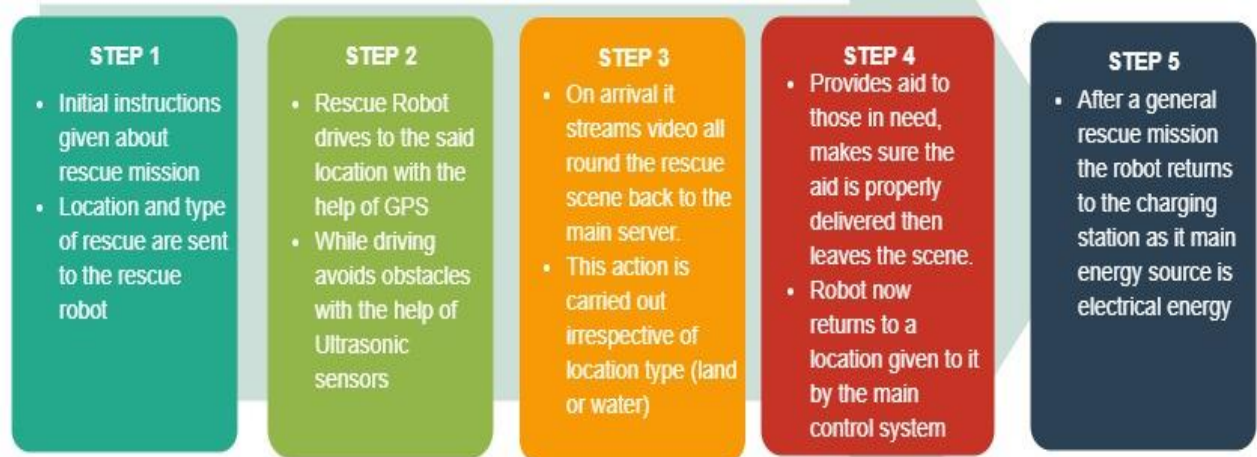 STEP 1
• Initial instructions
given about
rescue mission
• Location and type
of rescue are sent
to the rescue
robot
STEP 2
• Rescue Robot
drives to the said
location with the
help of GPS
• While driving
avoids obstacles
with the help of
Ultrasonic
sensors
STEP 3
• On arrival it
streams video all
round the rescue
scene back to the
main server.
• This action is
carried out
irrespective of
location type (land
or water)
STEP 4
• Provides aid to
those in need,
makes sure the
aid is properly
delivered then
leaves the scene.
• Robot now
returns to a
location given to it
by the main
control system
STEP 5
• After a general
rescue mission
the robot returns
to the charging
station as it main
energy source is
electrical energy